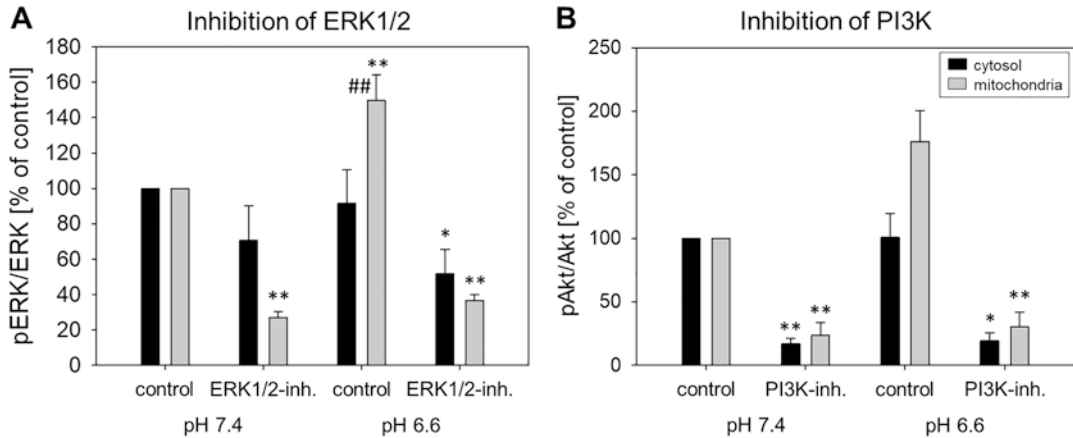 A
Inhibition of ERK1/2
pERK/ERK [% of control]
180
160
140
120
100
80
60
40
20
0
**
##
**
*
**
control ERK1/2-inh. control ERK1/2-inh.
pH 7.4 pH 6.6
B
Inhibition of PI3K
pAkt/Akt [% of control]
250
200
150
100
50
0
cytosol
mitochondria
** **
* **
control PI3K-inh. control PI3K-inh.
pH 7.4 pH 6.6